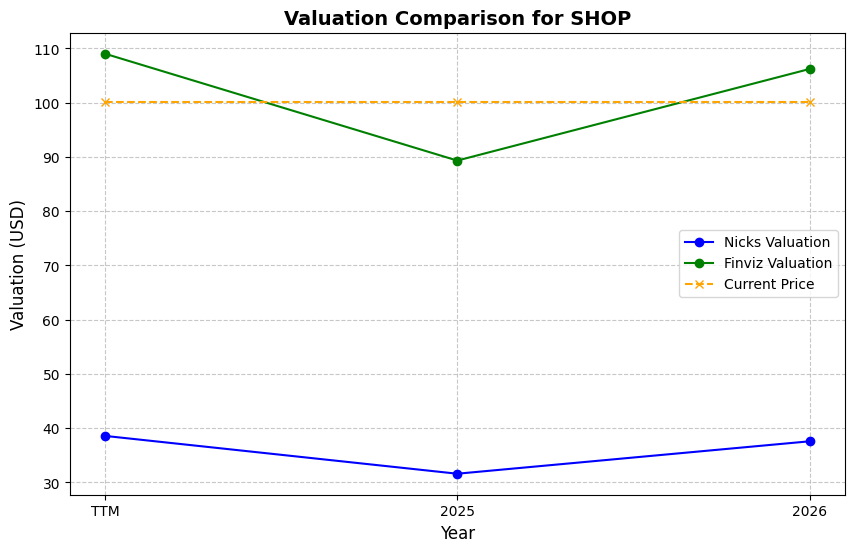 Valuation Comparison for SHOP
Valuation (USD)
110
100
90
80
70
60
50
40
30
Nicks Valuation
Finviz Valuation
Current Price
TTM
2025
2026
Year